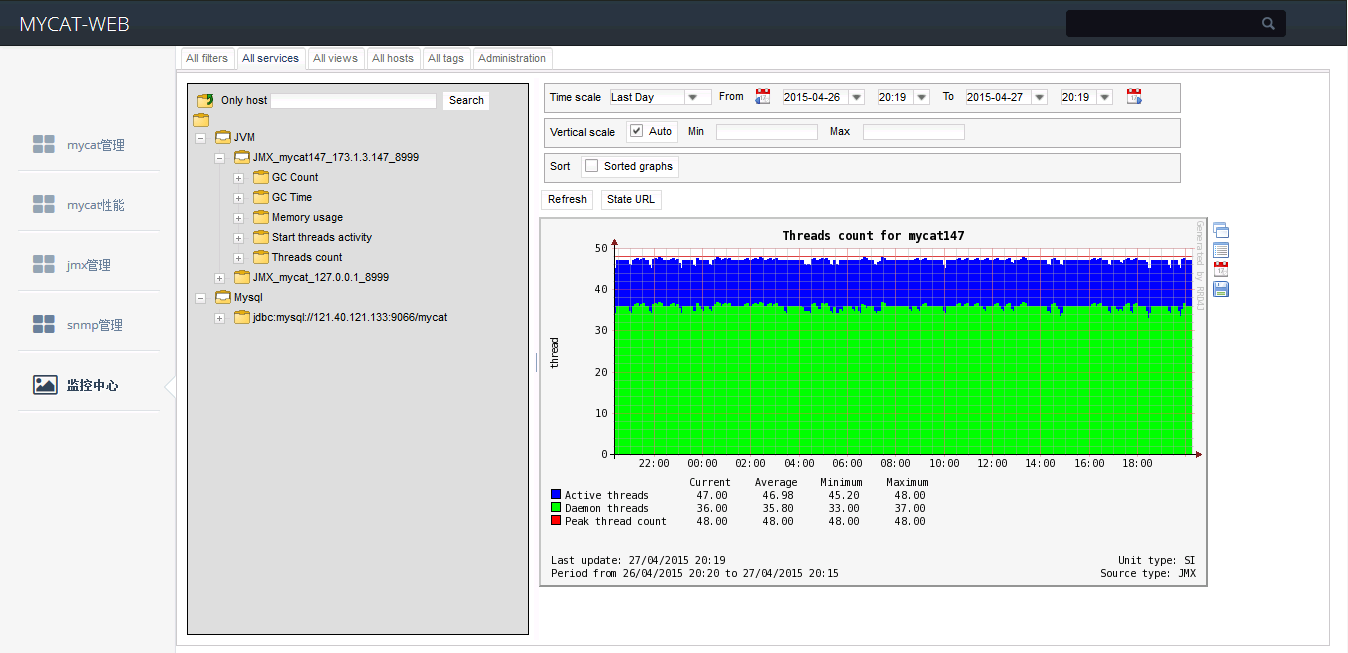 MYCAT-WEB
All filters All services All views All hosts All tags Administration
mycat管理
mycat性能
jmx管理
snmp管理
监控中心
Only host Search
JVM
JMX_mycat147_173.1.3.147_8999
GC Count
GC Time
Memory usage
Start threads activity
Threads count
JMX_mycat_127.0.0.1_8999
Mysql
jdbc:mysql://121.40.121.133:9066/mycat
Time scale Last Day From 2015-04-26 20:19 To 2015-04-27 20:19
Vertical scale Auto Min Max
Sort Sorted graphs
Refresh State URL
Threads count for mycat147
thread
50
40
30
20
10
0
22:00 00:00 02:00 04:00 06:00 08:00 10:00 12:00 14:00 16:00 18:00
Current Average Minimum Maximum
Active threads 47.00 46.98 45.20 48.00
Daemon threads 36.00 35.80 33.00 37.00
Peak thread count 48.00 48.00 48.00 48.00
Last update: 27/04/2015 20:19 Unit type: SI
Period from 26/04/2015 20:20 to 27/04/2015 20:15 Source type: JMX
Generated by RRD4J